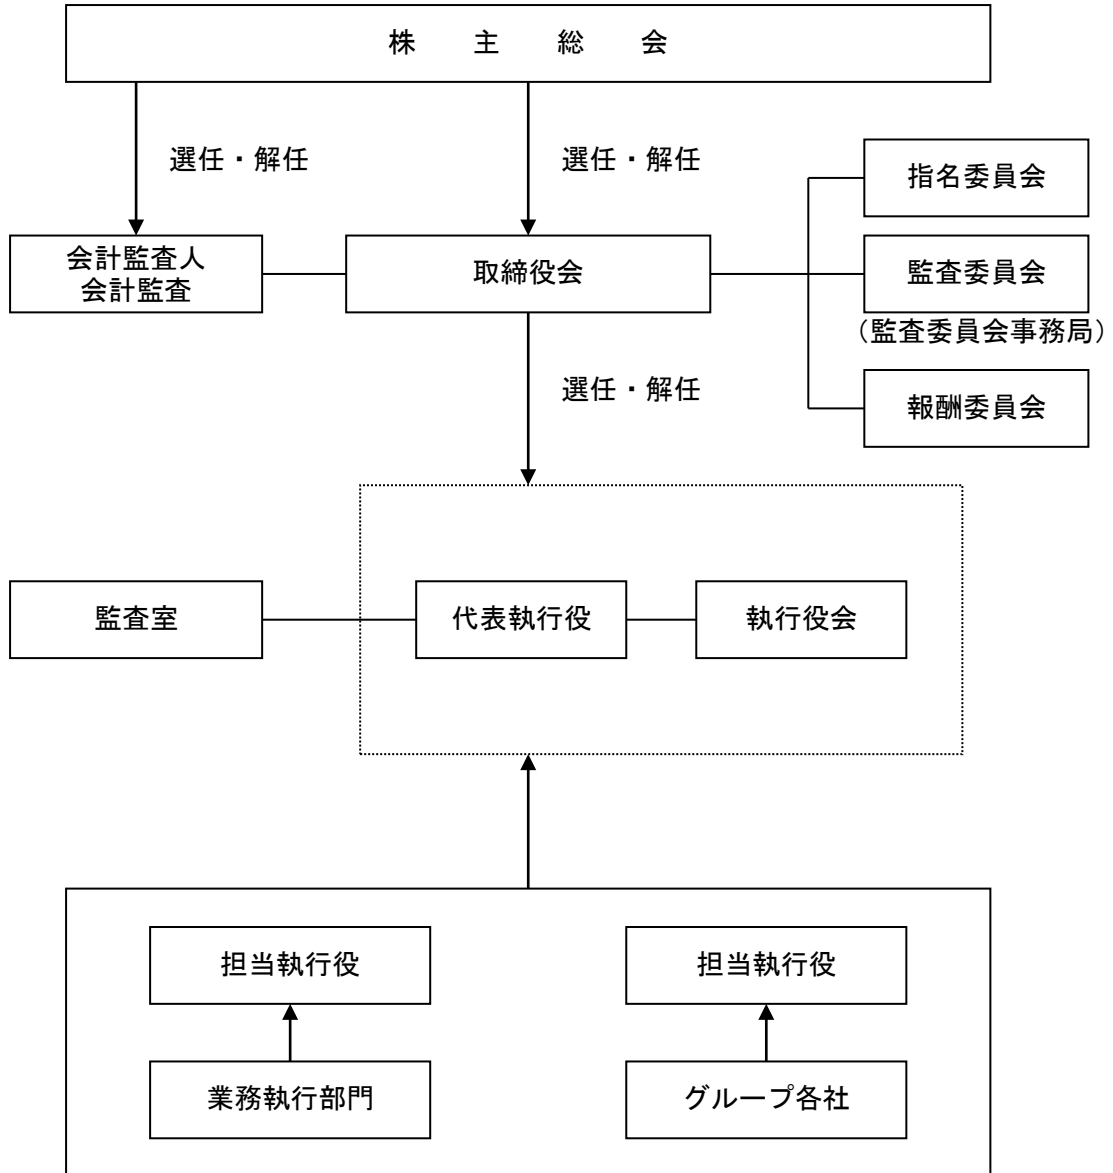 株　主　総　会
選任・解任
選任・解任
指名委員会
会計監査人
会計監査
取締役会
監査委員会
（監査委員会事務局）
選任・解任
報酬委員会
監査室
代表執行役
執行役会
担当執行役
担当執行役
業務執行部門
グループ各社